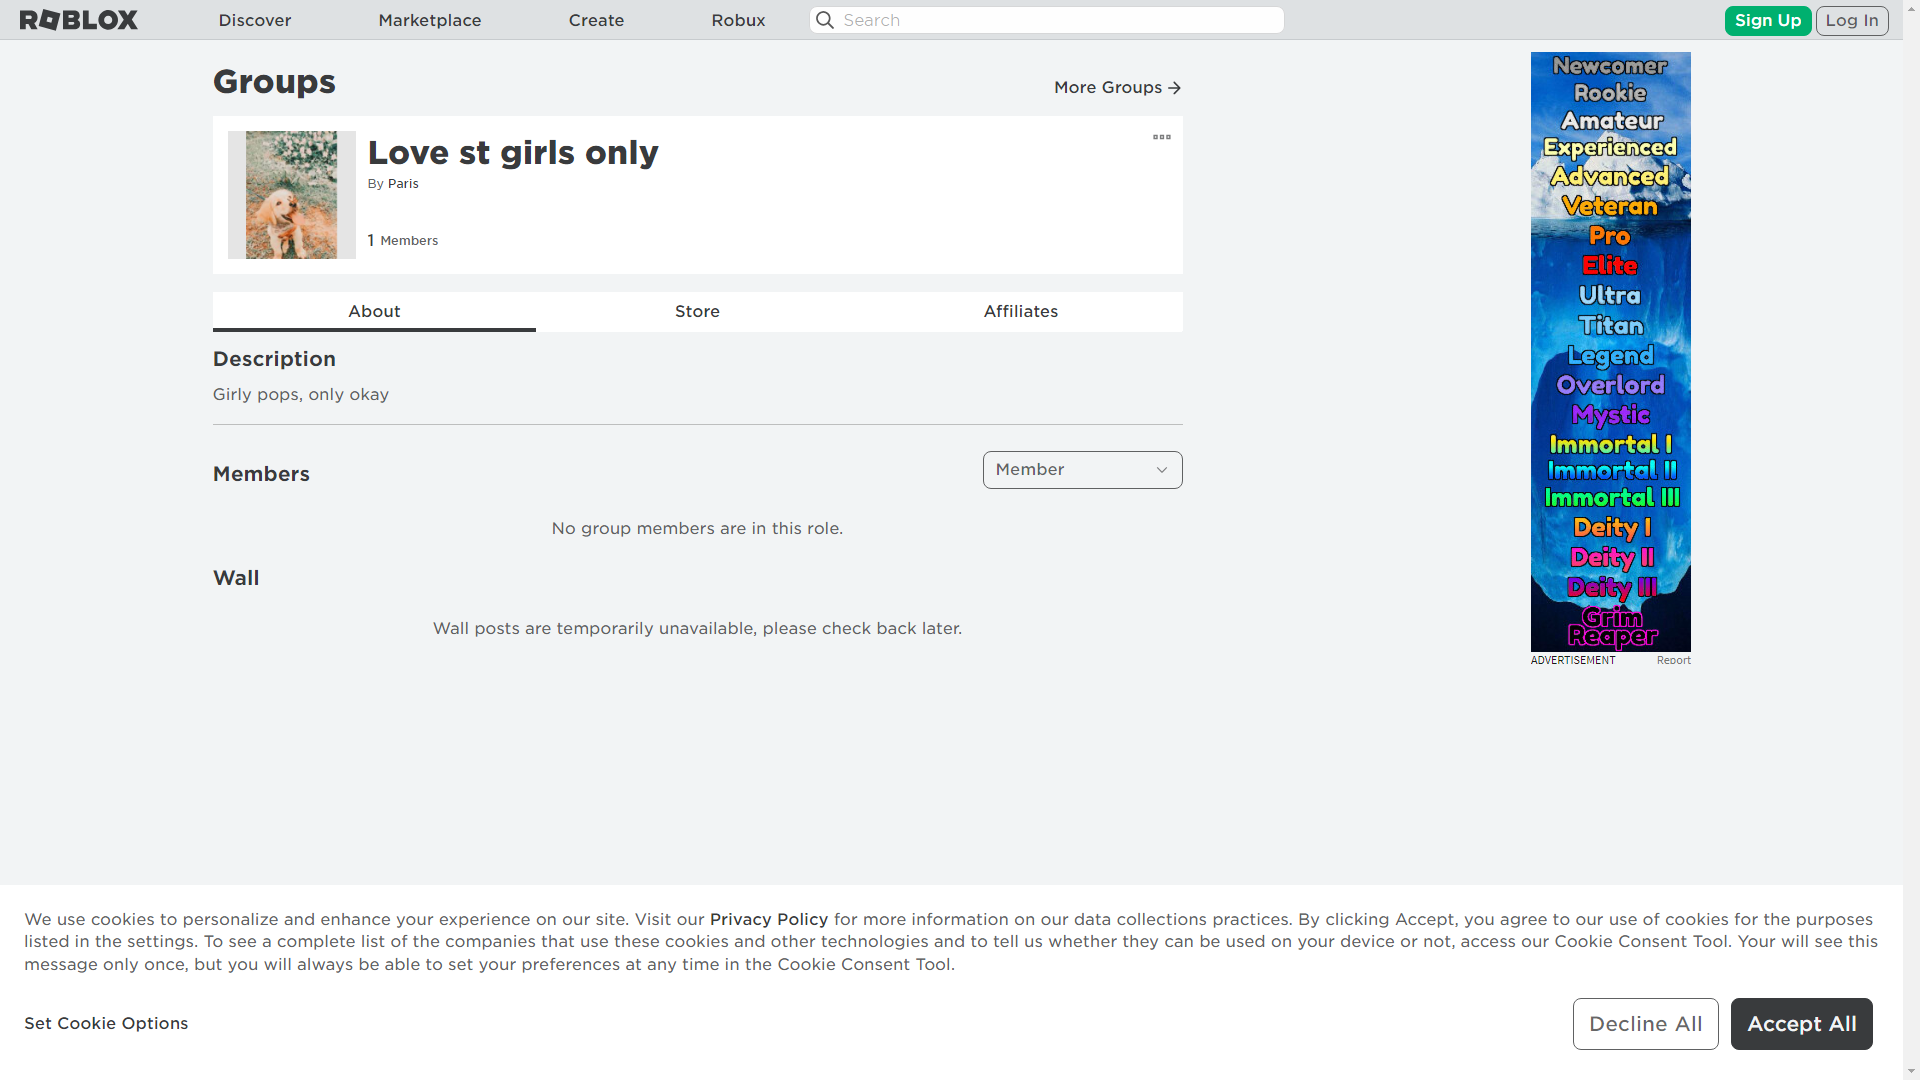 ROBLOX
Discover
Marketplace
Create
Robux
Search
Sign Up
Log In
Groups
More Groups
Love st girls only
By Paris
1 Members
About
Store
Affiliates
Description
Girly pops, only okay
Members
Member
No group members are in this role.
Wall
Wall posts are temporarily unavailable, please check back later.
Newcomer
Rookie
Amateur
Experienced
Advanced
Veteran
Pro
Elite
Ultra
Titan
Legend
Overlord
Mystic
Immortal I
Immortal II
Immortal III
Deity I
Deity II
Deity III
Grim
Reaper
ADVERTISEMENT
Report
We use cookies to personalize and enhance your experience on our site. Visit our Privacy Policy for more information on our data collections practices. By clicking Accept, you agree to our use of cookies for the purposes
listed in the settings. To see a complete list of the companies that use these cookies and other technologies and to tell us whether they can be used on your device or not, access our Cookie Consent Tool. Your will see this
message only once, but you will always be able to set your preferences at any time in the Cookie Consent Tool.
Set Cookie Options
Decline All
Accept All